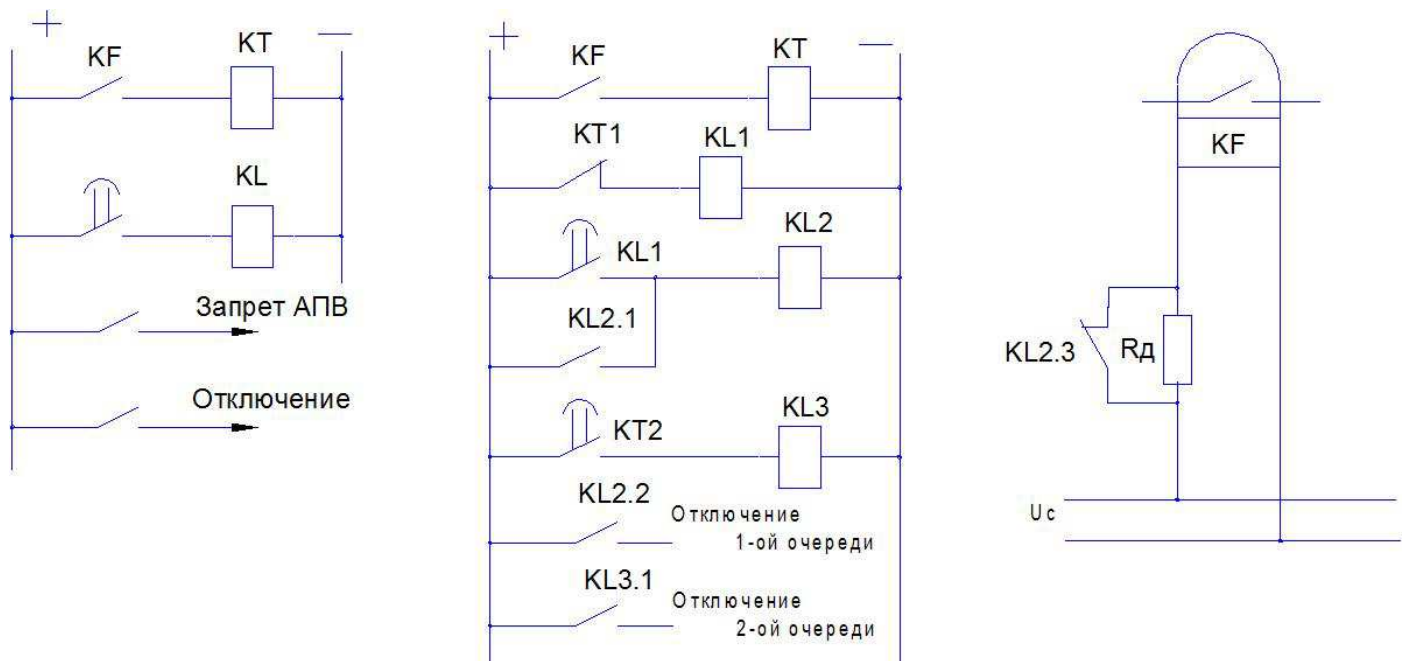 +
—
KF
KT
KL
Запрет АПВ
Отключение
+
—
KF
KT
KT1
KL1
KL1
KL2
KL2.1
KT2
KL3
KL2.2
Отключение
1-ой очереди
KL3.1
Отключение
2-ой очереди
KF
KL2.3
Rд
Uс